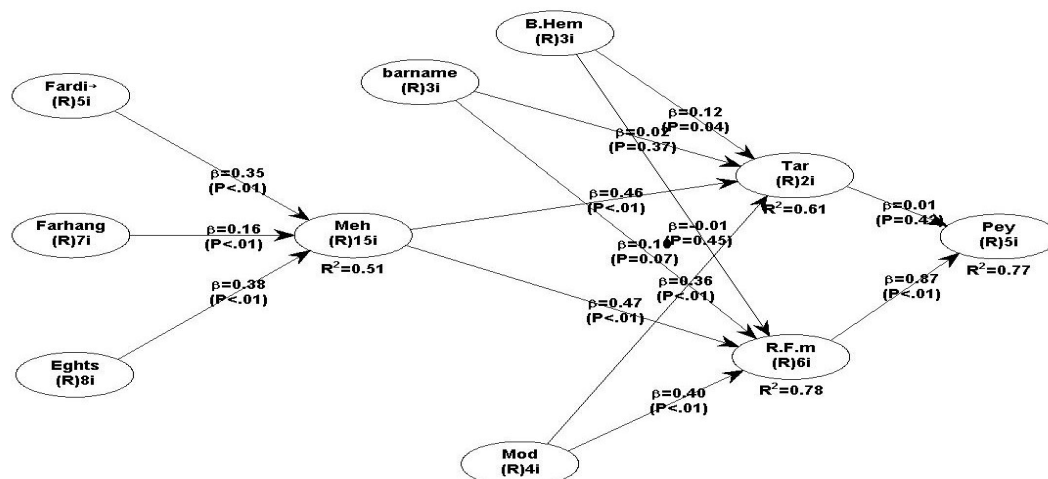 B.Hem
(R)3i
barname
(R)3i
Fardi→
(R)5i
β=0.12
(P=0.04)
β=0.02
(P=0.37)
Tar
(R)2i
R²=0.61
β=0.35
(P<.01)
β=0.46
(P<.01)
β=0.01
(P=0.42)
Farhang
(R)7i
β=0.16
(P<.01)
Meh
(R)15i
R²=0.51
β=-0.01
(P=0.45)
β=0.10
(P=0.07)
Pey
(R)5i
R²=0.77
β=0.38
(P<.01)
β=0.36
(P<.01)
β=0.47
(P<.01)
β=0.87
(P<.01)
Eghts
(R)8i
R.F.m
(R)6i
R²=0.78
β=0.40
(P<.01)
Mod
(R)4i